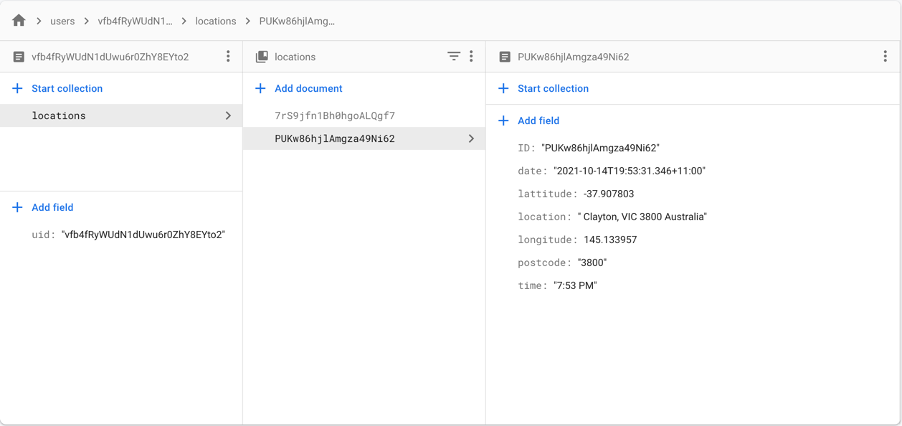 users
vfb4fRyWUdN1...
locations
PUKw86hjlAmg...
vfb4fRyWUdN1dUwu6r0ZhY8EYto2
Start collection
locations
Add field
uid: "vfb4fRyWUdN1dUwu6r0ZhY8EYto2"
locations
Add document
7rS9jfn1Bh0hgoALQgf7
PUKw86hjlAmgza49Ni62
PUKw86hjlAmgza49Ni62
Start collection
Add field
ID: "PUKw86hjlAmgza49Ni62"
date: "2021-10-14T19:53:31.346+11:00"
lattitude: -37.907803
location: " Clayton, VIC 3800 Australia"
longitude: 145.133957
postcode: "3800"
time: "7:53 PM"